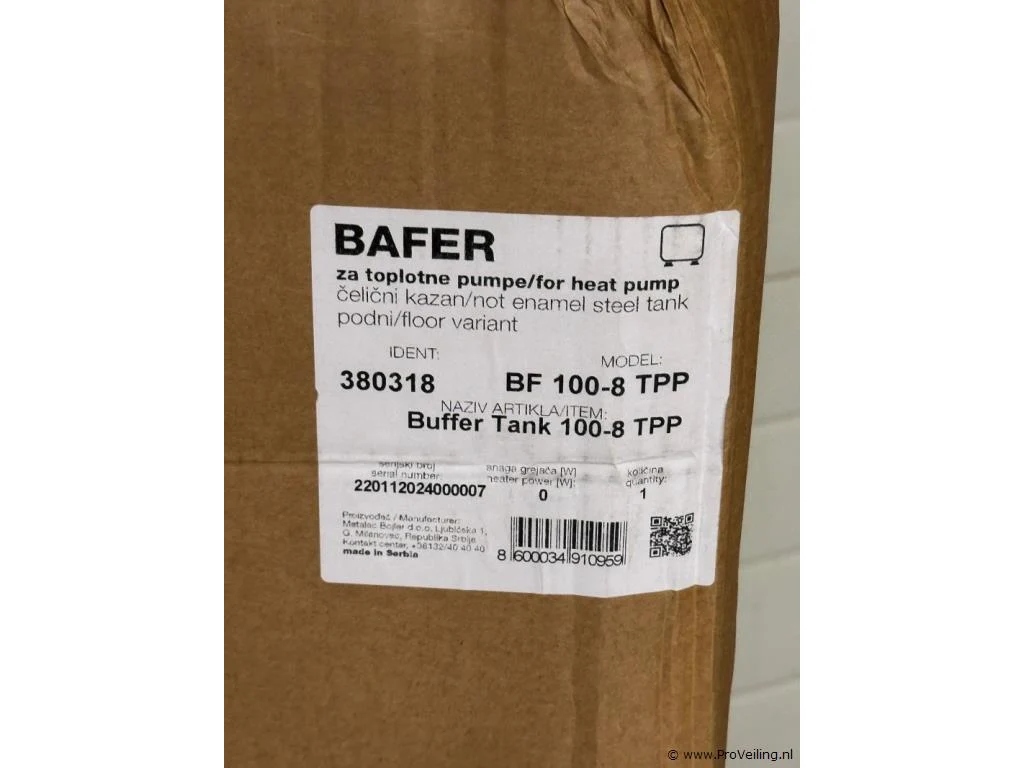 BAFER
za toplotne pumpe/for heat pump
čelični kazan/not enamel steel tank
podni/floor variant
IDENT: MODEL:
380318 BF 100-8 TPP
NAZIV ARTIKLA/ITEM:
Buffer Tank 100-8 TPP
serijski broj snaga grejača [W] količina
serial number: heater power [W]: quantity:
220112024000007 0 1
Proizvođač / Manufacturer:
Metalac Bojler d.o.o. Ljubićska 1,
G. Milanovac, Republika Srbija
Kontakt centar, +38132/40 40 40
made in Serbia
8 600034 910959
© www.ProVeiling.nl